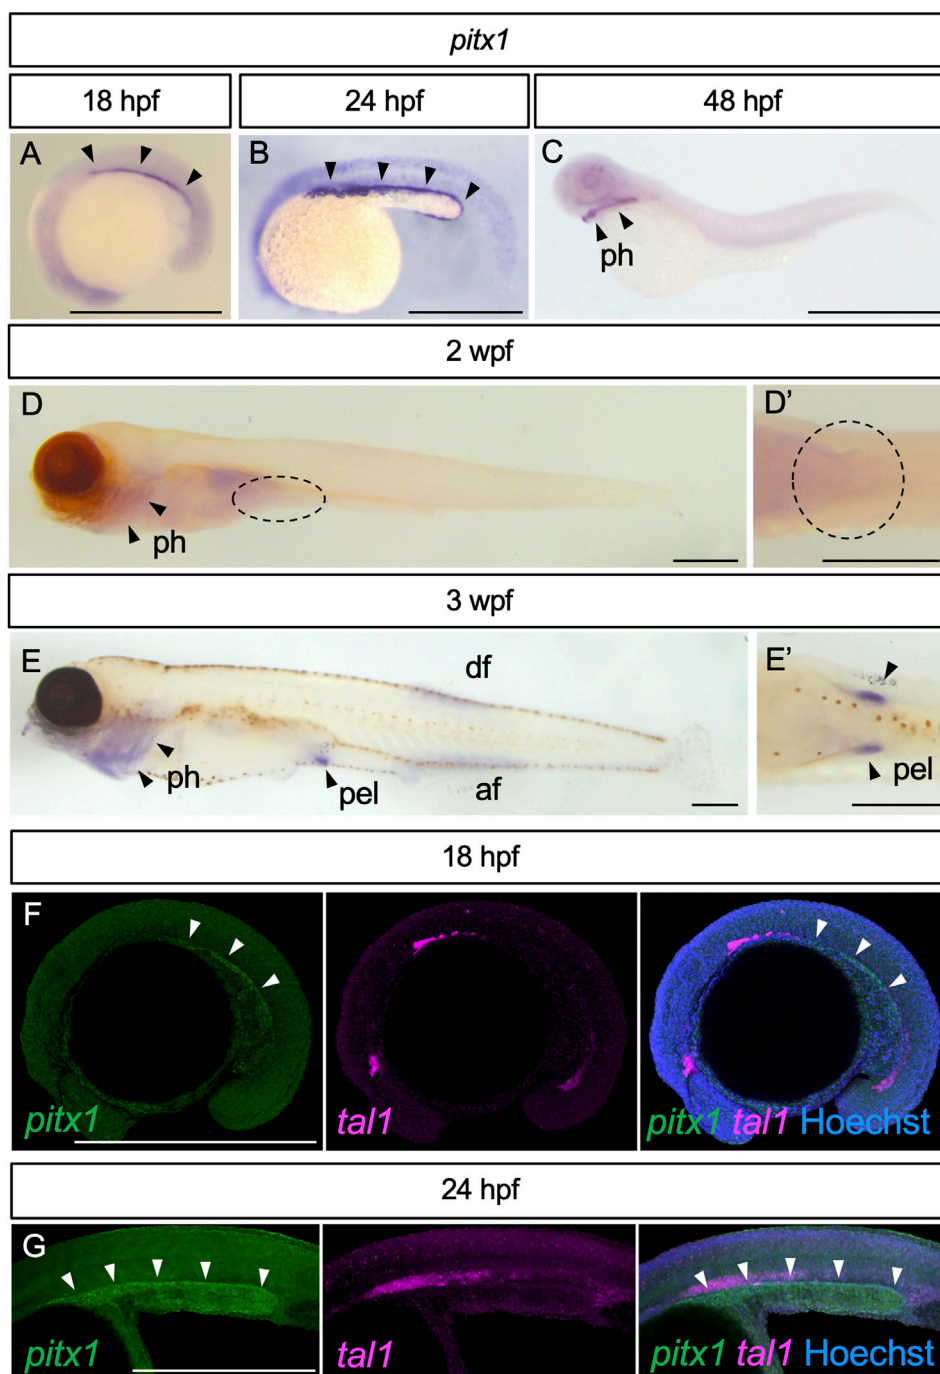 pitx1
18 hpf
24 hpf
48 hpf
A
B
C
ph
2 wpf
D
D'
ph
3 wpf
E
df
E'
ph
pel
af
pel
18 hpf
F
pitx1
tal1
pitx1 tal1 Hoechst
24 hpf
G
pitx1
tal1
pitx1 tal1 Hoechst